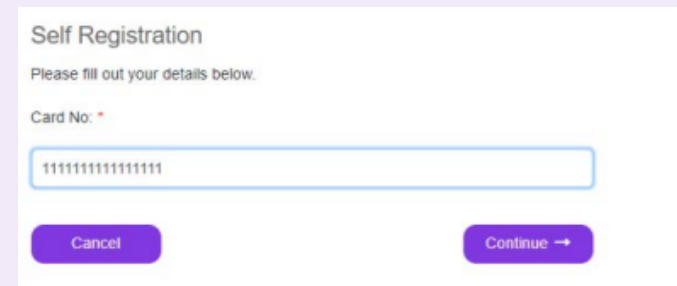 Self Registration
Please fill out your details below.
Card No: *
1111111111111111
Cancel
Continue →